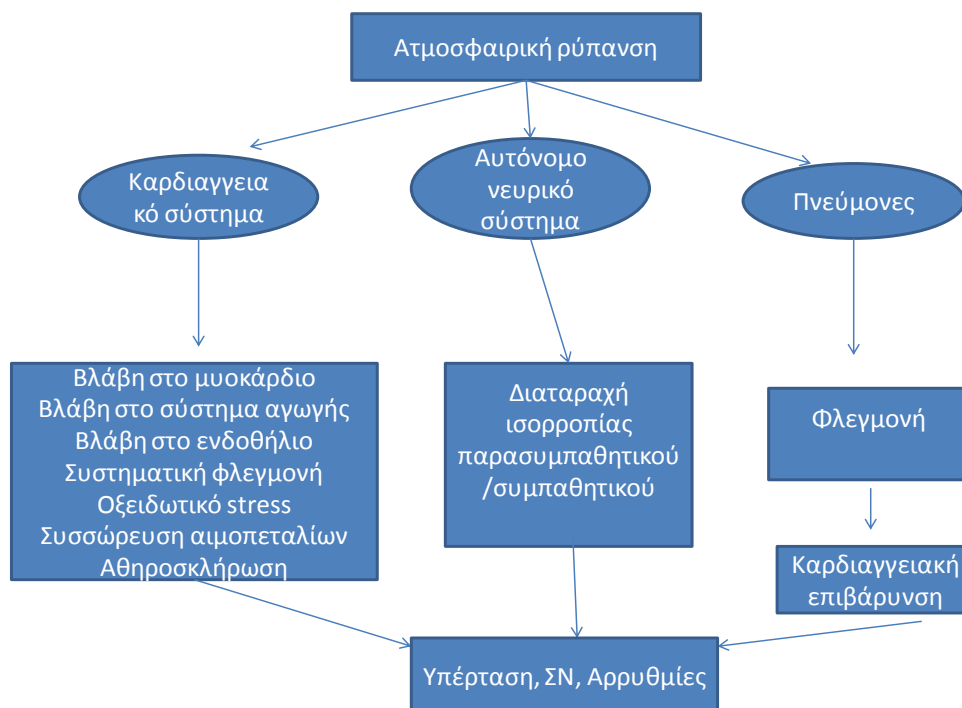 Ατμοσφαιρική ρύπανση
Καρδιαγγεια
κό σύστημα
Αυτόνομο
νευρικό
σύστημα
Πνεύμονες
Βλάβη στο μυοκάρδιο
Βλάβη στο σύστημα αγωγής
Βλάβη στο ενδοθήλιο
Συστηματική φλεγμονή
Οξειδωτικό stress
Συσσώρευση αιμοπεταλίων
Αθηροσκλήρωση
Διαταραχή
ισορροπίας
παρασυμπαθητικού
/συμπαθητικού
Φλεγμονή
Καρδιαγγειακή
επιβάρυνση
Υπέρταση, ΣΝ, Αρρυθμίες